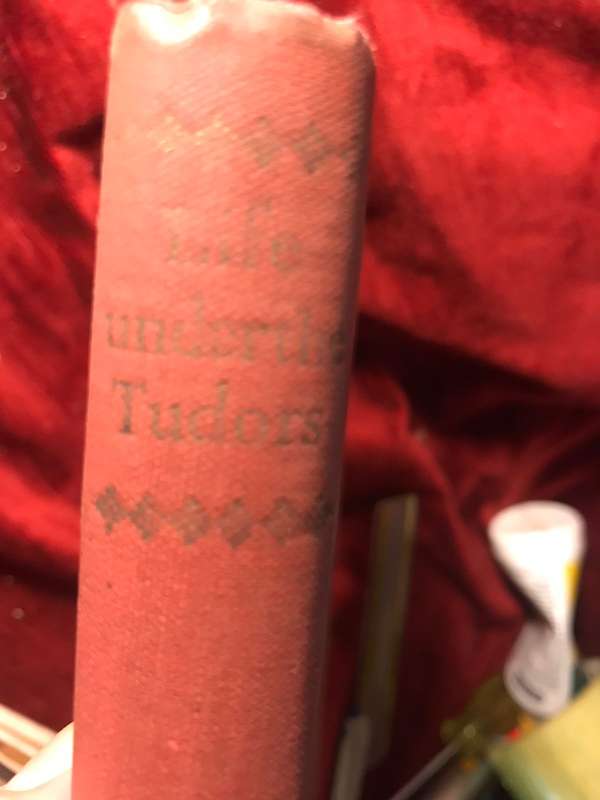 Life
under the
Tudors